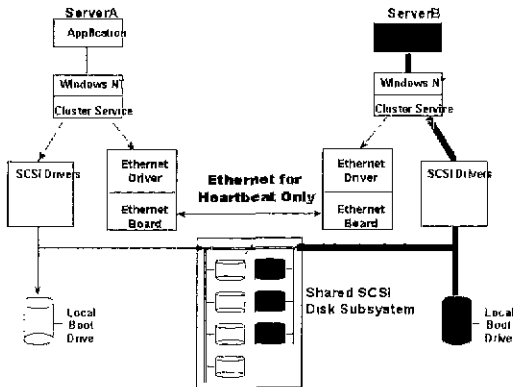 ServerA
ServerB
Application
Windows NT
Cluster Service
Windows NT
Cluster Service
SCSI Drivers
Ethernet
Driver
Ethernet
Board
Ethernet for
Heartbeat Only
Ethernet
Driver
Ethernet
Board
SCSI Drivers
Shared SCSI
Disk Subsystem
Local
Boot
Drive
Local
Boot
Drive